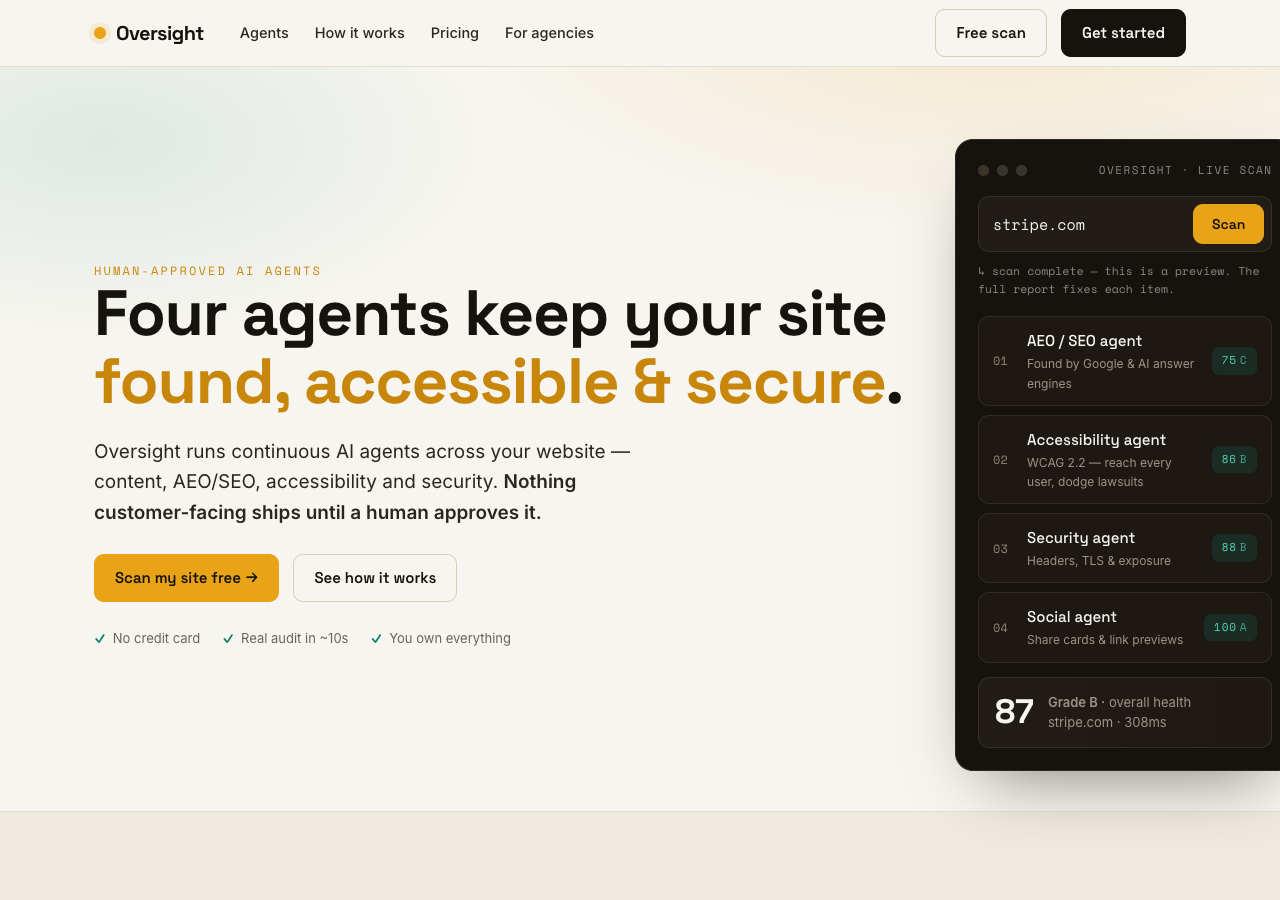 Oversight
Agents
How it works
Pricing
For agencies
Free scan
Get started
HUMAN-APPROVED AI AGENTS
Four agents keep your site
found, accessible & secure.
Oversight runs continuous AI agents across your website —
content, AEO/SEO, accessibility and security. Nothing
customer-facing ships until a human approves it.
Scan my site free →
See how it works
✓ No credit card
✓ Real audit in ~10s
✓ You own everything
OVERSIGHT · LIVE SCAN
stripe.com
Scan
↳ scan complete — this is a preview. The
full report fixes each item.
01
AEO / SEO agent
Found by Google & AI answer
engines
75 C
02
Accessibility agent
WCAG 2.2 — reach every
user, dodge lawsuits
86 B
03
Security agent
Headers, TLS & exposure
88 B
04
Social agent
Share cards & link previews
100 A
87
Grade B · overall health
stripe.com · 308ms